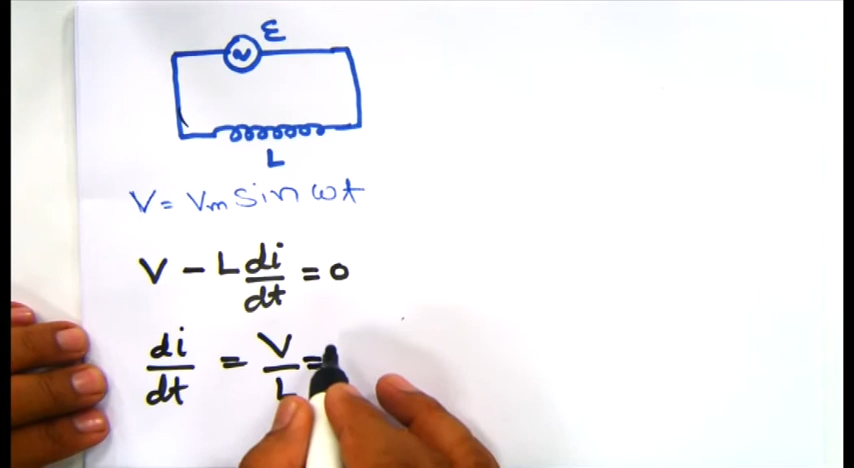 ε
~
L
V = Vm sin ωt
V - L di/dt = 0
di/dt = V/L =